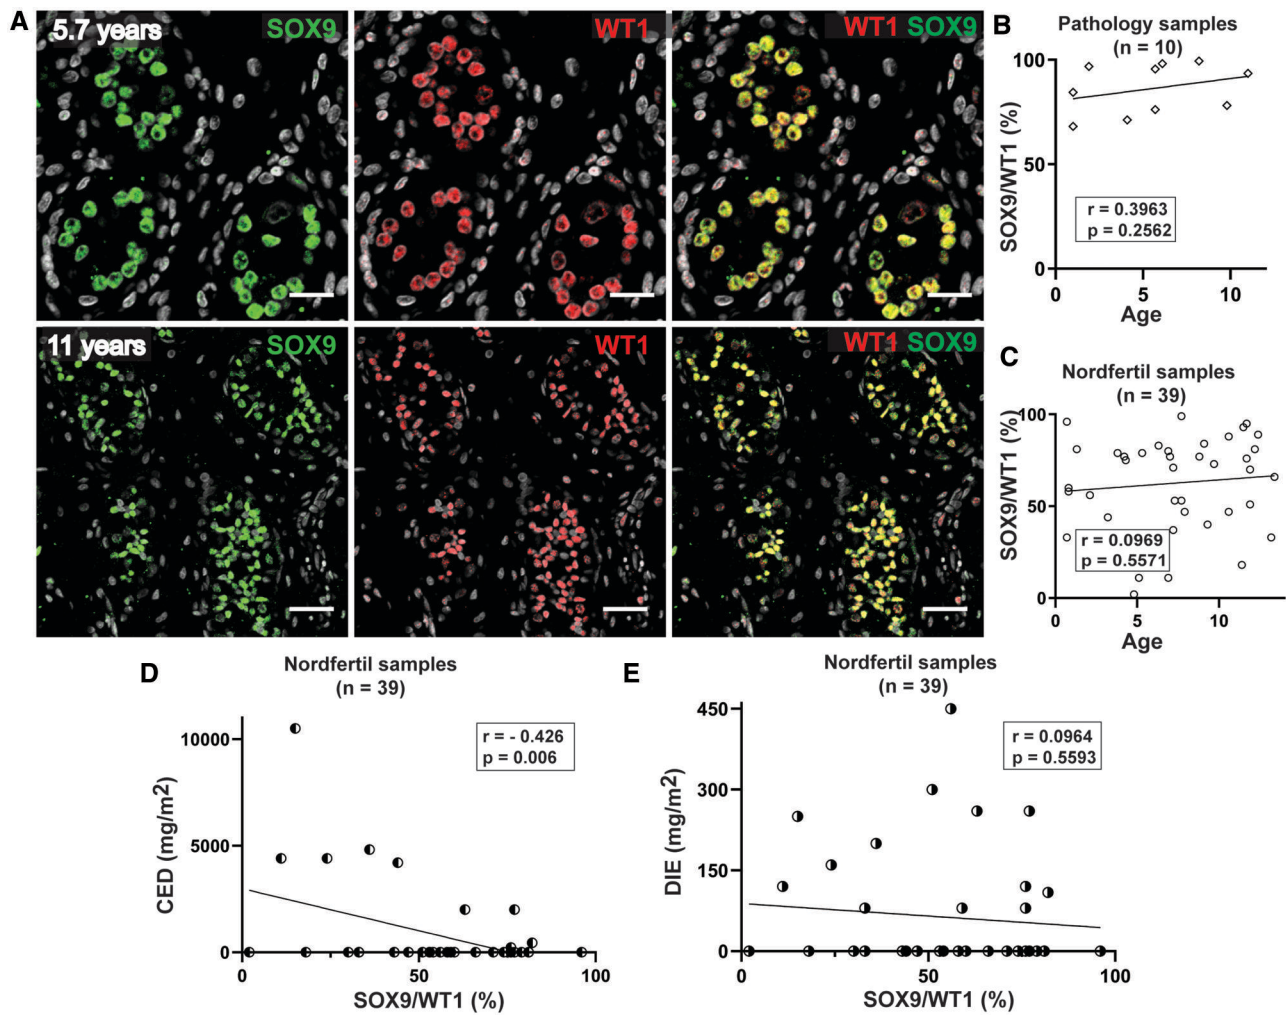 A
5.7 years
SOX9
WT1
WT1 SOX9
11 years
SOX9
WT1
WT1 SOX9
B
Pathology samples
(n = 10)
SOX9/WT1 (%)
100
50
0
r = 0.3963
p = 0.2562
0
5
10
Age
C
Nordfertil samples
(n = 39)
SOX9/WT1 (%)
100
50
0
r = 0.0969
p = 0.5571
0
5
10
Age
D
Nordfertil samples
(n = 39)
CED (mg/m2)
10000
5000
0
r = - 0.426
p = 0.006
0
50
100
SOX9/WT1 (%)
E
Nordfertil samples
(n = 39)
DIE (mg/m2)
450
300
150
0
r = 0.0964
p = 0.5593
0
50
100
SOX9/WT1 (%)